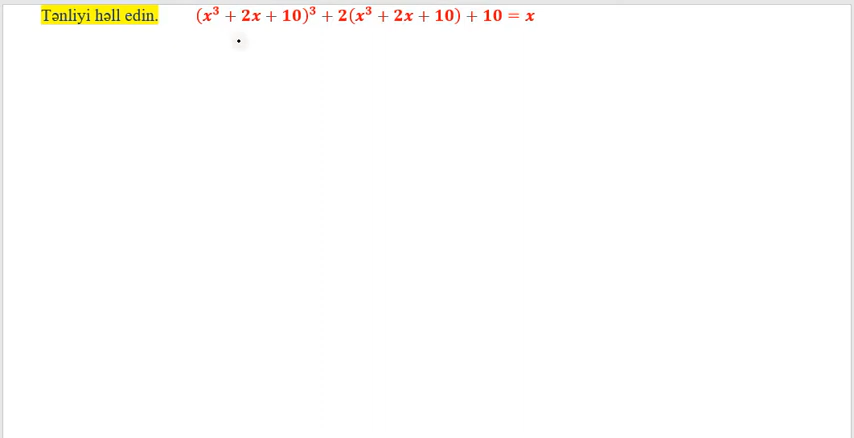 Tənliyi həll edin. (x³ + 2x + 10)³ + 2(x³ + 2x + 10) + 10 = x